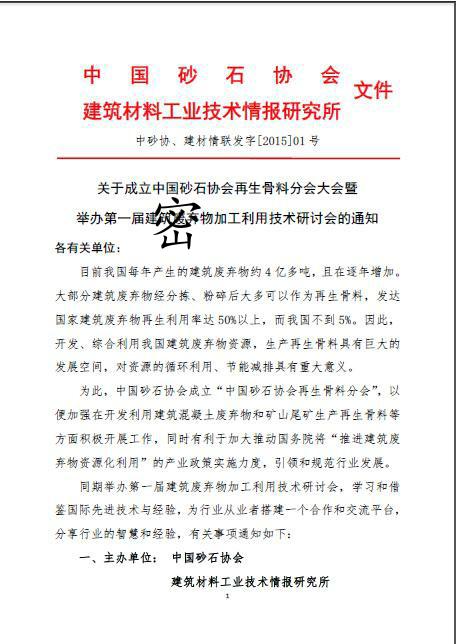 中国砂石协会
建筑材料工业技术情报研究所
文件
中砂协、建材情联发字[2015]01号
关于成立中国砂石协会再生骨料分会大会暨
举办第一届建筑废弃物加工利用技术研讨会的通知
密
各有关单位：
目前我国每年产生的建筑废弃物约4亿多吨，且在逐年增加。
大部分建筑废弃物经分拣、粉碎后大多可以作为再生骨料，发达
国家建筑废弃物再生利用率达50%以上，而我国不到5%。因此，
开发、综合利用我国建筑废弃物资源，生产再生骨料具有巨大的
发展空间，对资源的循环利用、节能减排具有重大意义。
为此，中国砂石协会成立“中国砂石协会再生骨料分会”，以
便加强在开发利用建筑混凝土废弃物和矿山尾矿生产再生骨料等
方面积极开展工作，同时有利于加大推动国务院将“推进建筑废
弃物资源化利用”的产业政策实施力度，引领和规范行业发展。
同期举办第一届建筑废弃物加工利用技术研讨会，学习和借
鉴国际先进技术与经验，为行业从业者搭建一个合作和交流平台，
分享行业的智慧和经验，有关事项通知如下：
一、主办单位： 中国砂石协会
建筑材料工业技术情报研究所
1